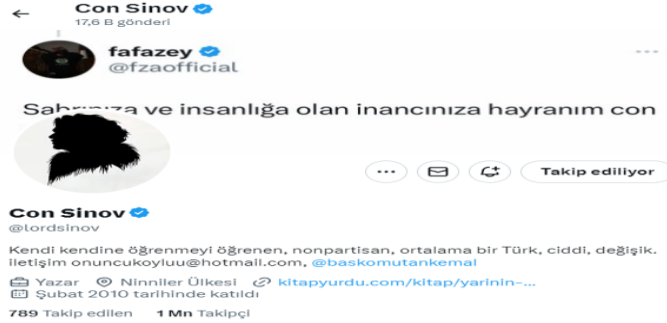 Con Sinov
17,6 B gönderi
fafazey
@fzaofficial
Sabrınıza ve insanlığa olan inancınıza hayranım con
Takip ediliyor
Con Sinov
@lordsinov
Kendi kendine öğrenmeyi öğrenen, nonpartisan, ortalama bir Türk, ciddi, değişik.
iletişim onuncukoyluu@hotmail.com, @baskomutankemal
Yazar Ninniler Ülkesi kitapyurdu.com/kitap/yarinin-...
Şubat 2010 tarihinde katıldı
789 Takip edilen 1 Mn Takipçi